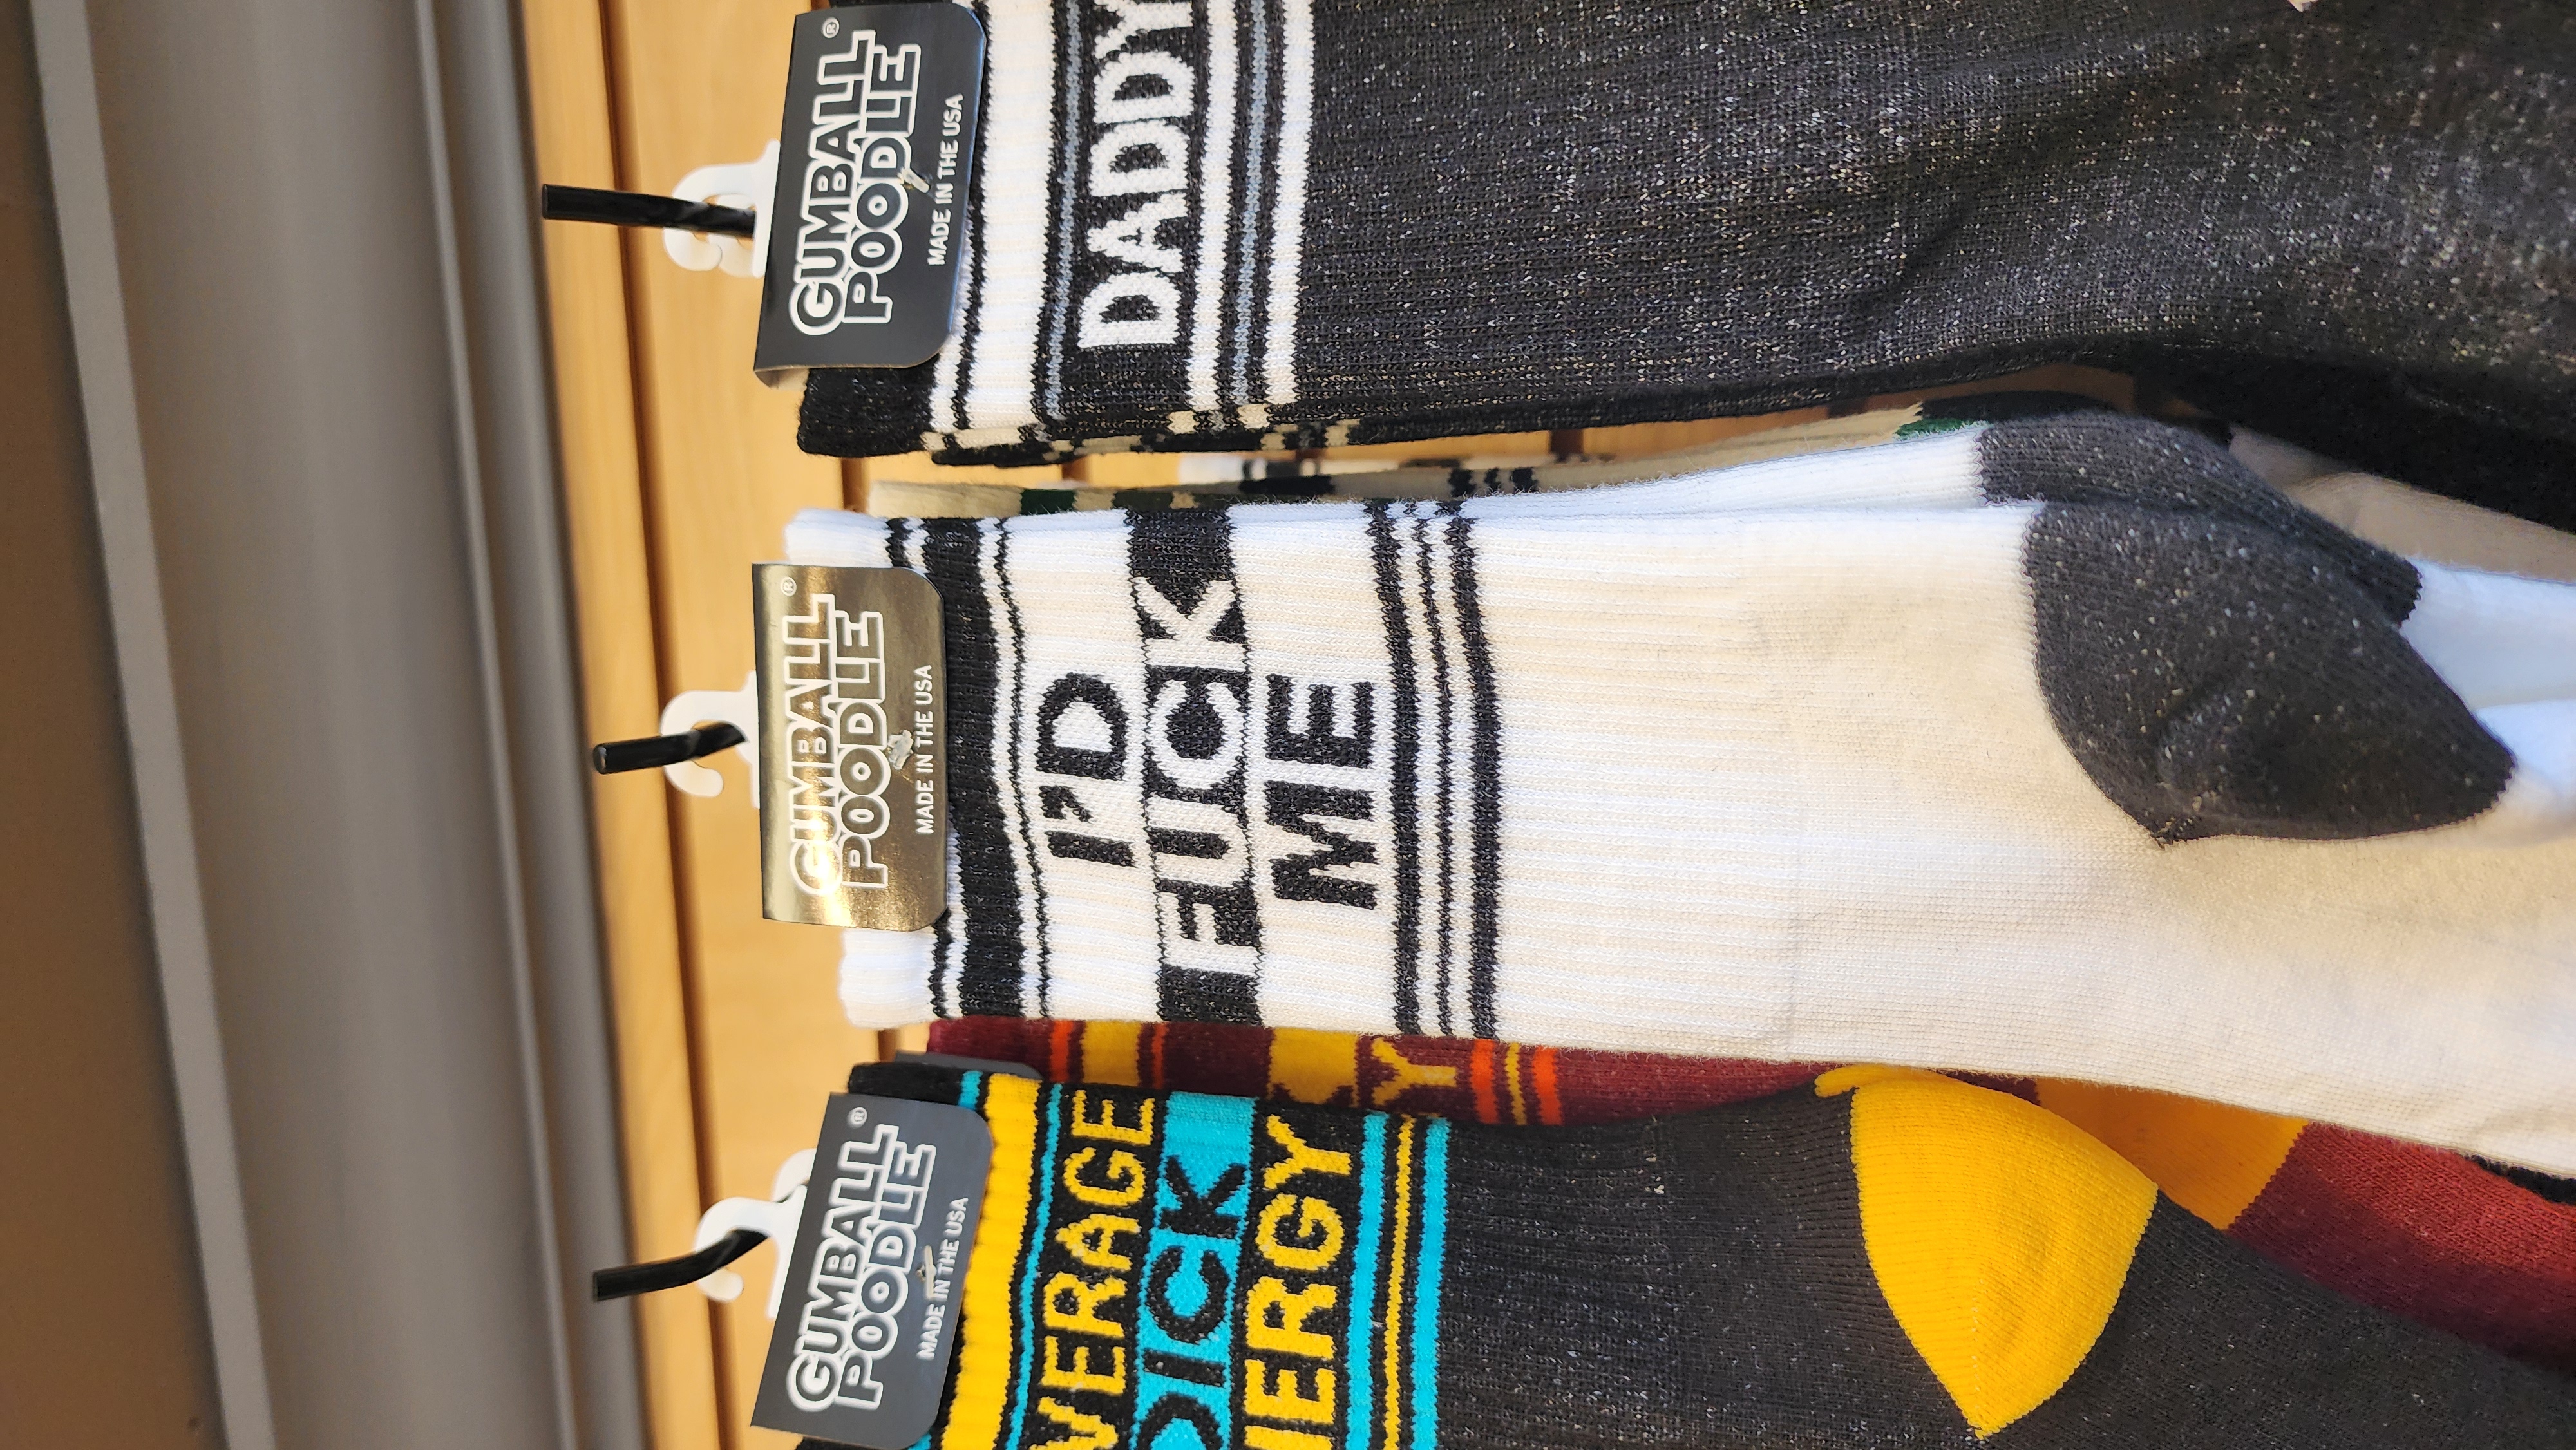 GUMBALL®
POODLE
MADE IN THE USA
VERAGE
DICK
ERGY
GUMBALL®
POODLE
MADE IN THE USA
I'D
FUCK
ME
GUMBALL®
POODLE
MADE IN THE USA
DADDY